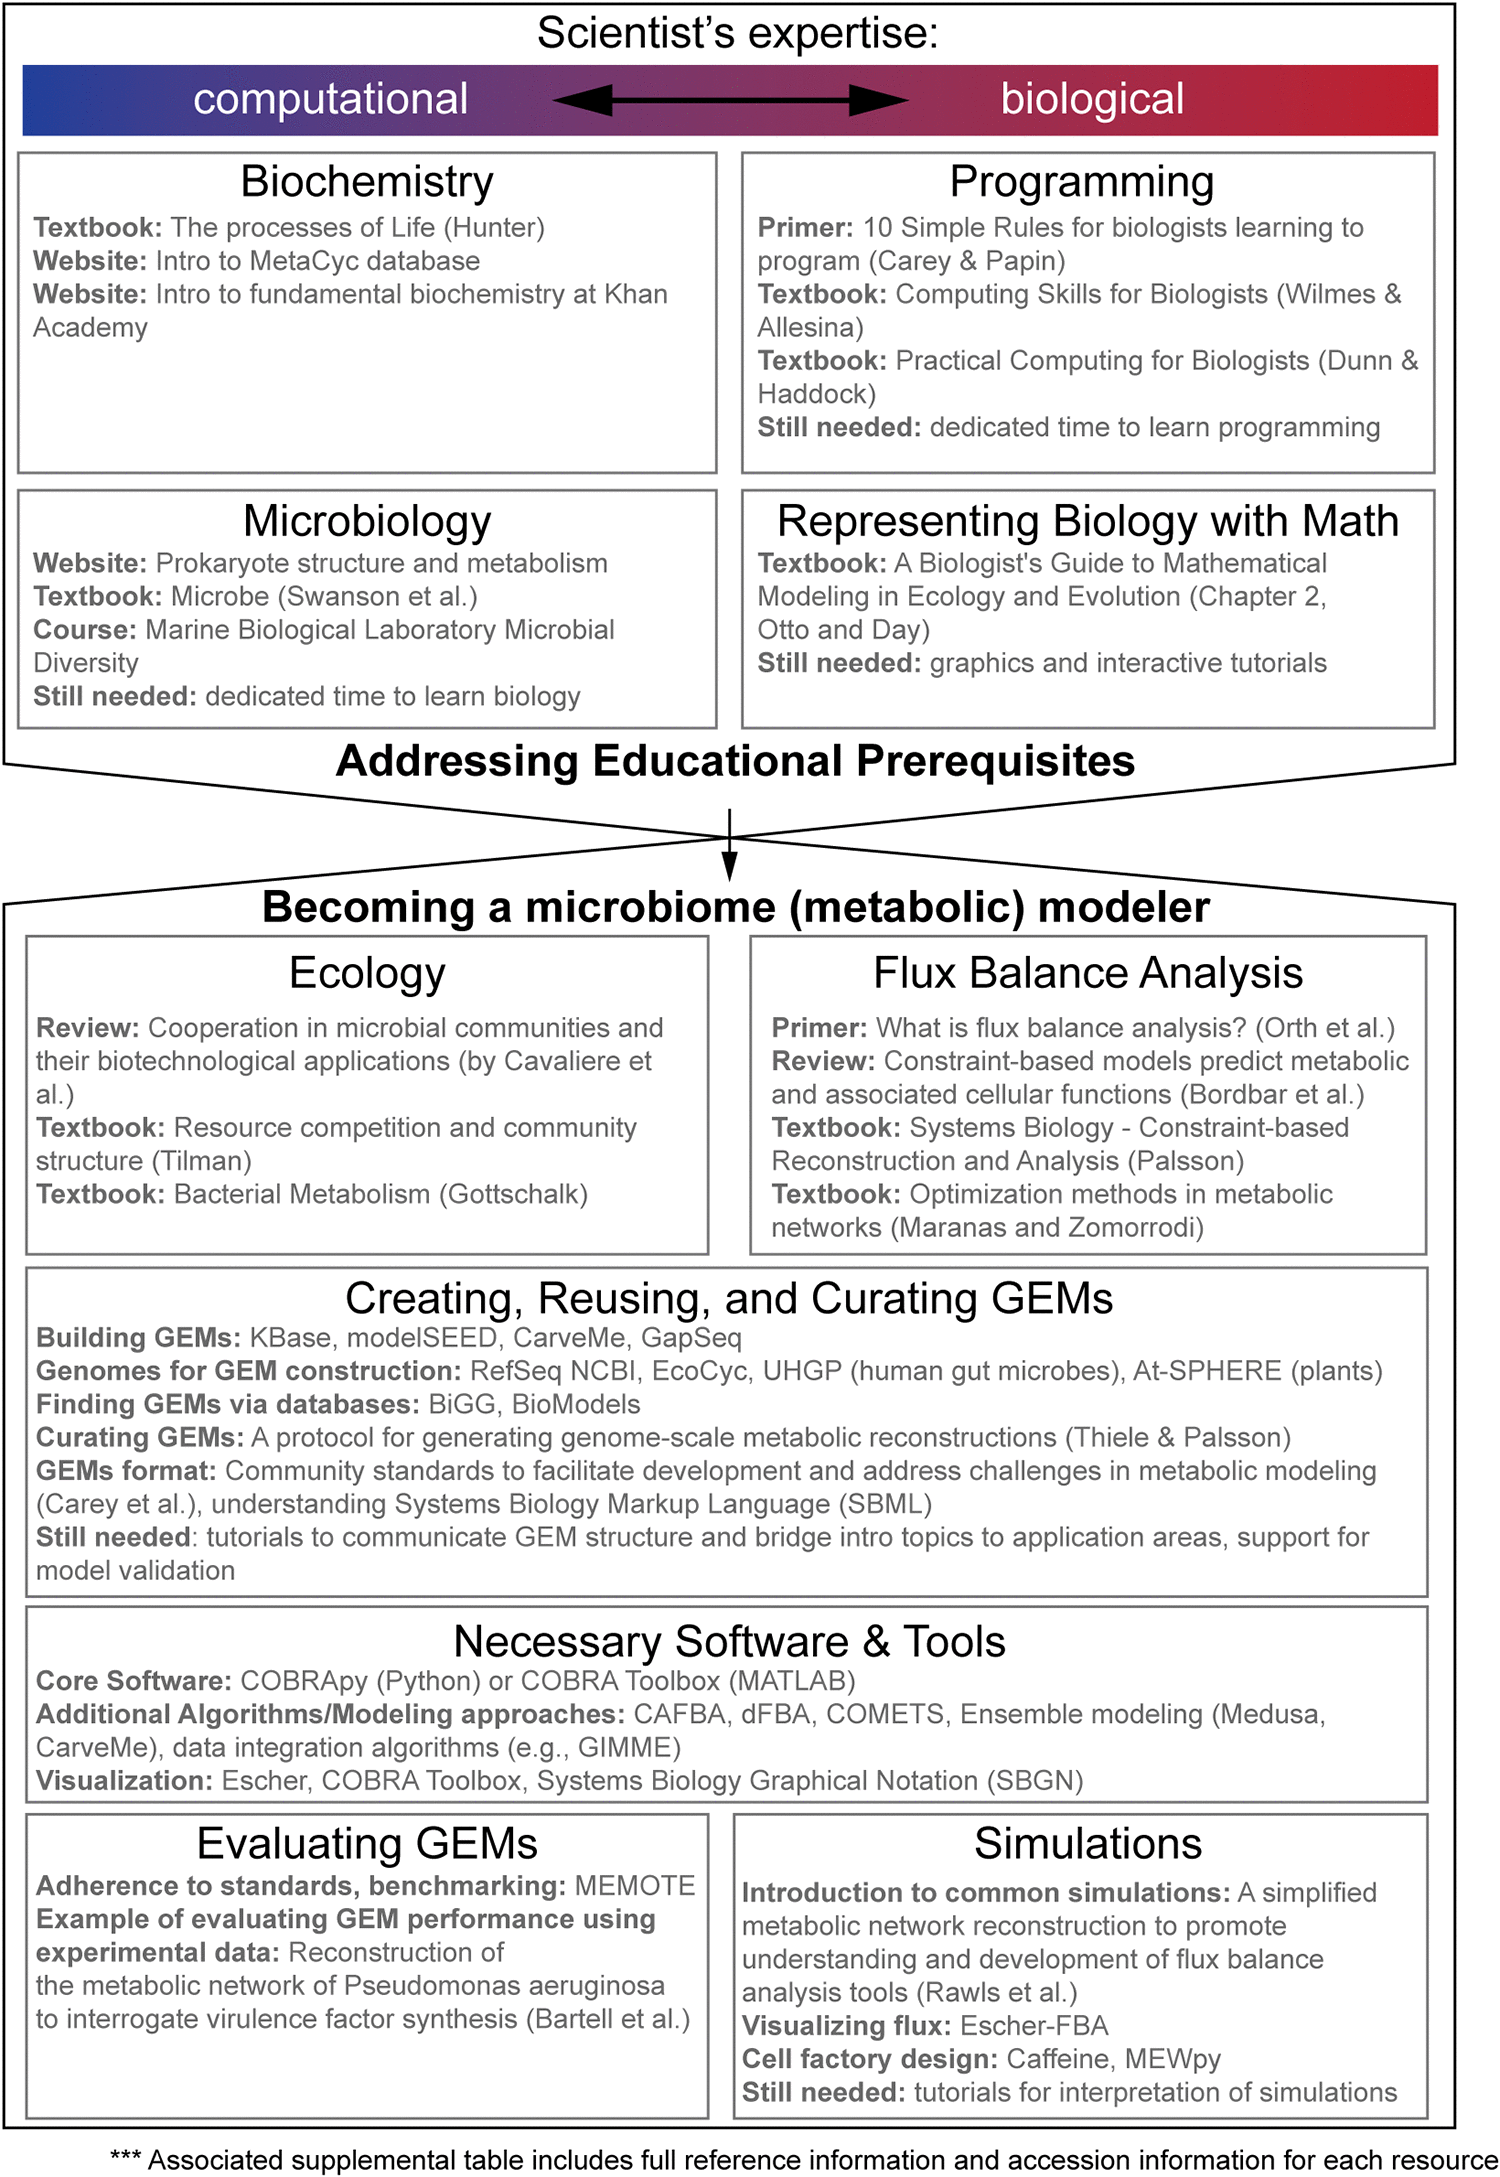 Scientist’s expertise:
computational
biological
Biochemistry
Textbook: The processes of Life (Hunter)
Website: Intro to MetaCyc database
Website: Intro to fundamental biochemistry at Khan
Academy
Programming
Primer: 10 Simple Rules for biologists learning to
program (Carey & Papin)
Textbook: Computing Skills for Biologists (Wilmes &
Allesina)
Textbook: Practical Computing for Biologists (Dunn &
Haddock)
Still needed: dedicated time to learn programming
Microbiology
Website: Prokaryote structure and metabolism
Textbook: Microbe (Swanson et al.)
Course: Marine Biological Laboratory Microbial
Diversity
Still needed: dedicated time to learn biology
Representing Biology with Math
Textbook: A Biologist's Guide to Mathematical
Modeling in Ecology and Evolution (Chapter 2,
Otto and Day)
Still needed: graphics and interactive tutorials
Addressing Educational Prerequisites
Becoming a microbiome (metabolic) modeler
Ecology
Review: Cooperation in microbial communities and
their biotechnological applications (by Cavaliere et
al.)
Textbook: Resource competition and community
structure (Tilman)
Textbook: Bacterial Metabolism (Gottschalk)
Flux Balance Analysis
Primer: What is flux balance analysis? (Orth et al.)
Review: Constraint-based models predict metabolic
and associated cellular functions (Bordbar et al.)
Textbook: Systems Biology - Constraint-based
Reconstruction and Analysis (Palsson)
Textbook: Optimization methods in metabolic
networks (Maranas and Zomorrodi)
Creating, Reusing, and Curating GEMs
Building GEMs: KBase, modelSEED, CarveMe, GapSeq
Genomes for GEM construction: RefSeq NCBI, EcoCyc, UHGP (human gut microbes), At-SPHERE (plants)
Finding GEMs via databases: BiGG, BioModels
Curating GEMs: A protocol for generating genome-scale metabolic reconstructions (Thiele & Palsson)
GEMs format: Community standards to facilitate development and address challenges in metabolic modeling
(Carey et al.), understanding Systems Biology Markup Language (SBML)
Still needed: tutorials to communicate GEM structure and bridge intro topics to application areas, support for
model validation
Necessary Software & Tools
Core Software: COBRApy (Python) or COBRA Toolbox (MATLAB)
Additional Algorithms/Modeling approaches: CAFBA, dFBA, COMETS, Ensemble modeling (Medusa,
CarveMe), data integration algorithms (e.g., GIMME)
Visualization: Escher, COBRA Toolbox, Systems Biology Graphical Notation (SBGN)
Evaluating GEMs
Adherence to standards, benchmarking: MEMOTE
Example of evaluating GEM performance using
experimental data: Reconstruction of
the metabolic network of Pseudomonas aeruginosa
to interrogate virulence factor synthesis (Bartell et al.)
Simulations
Introduction to common simulations: A simplified
metabolic network reconstruction to promote
understanding and development of flux balance
analysis tools (Rawls et al.)
Visualizing flux: Escher-FBA
Cell factory design: Caffeine, MEWpy
Still needed: tutorials for interpretation of simulations
*** Associated supplemental table includes full reference information and accession information for each resource